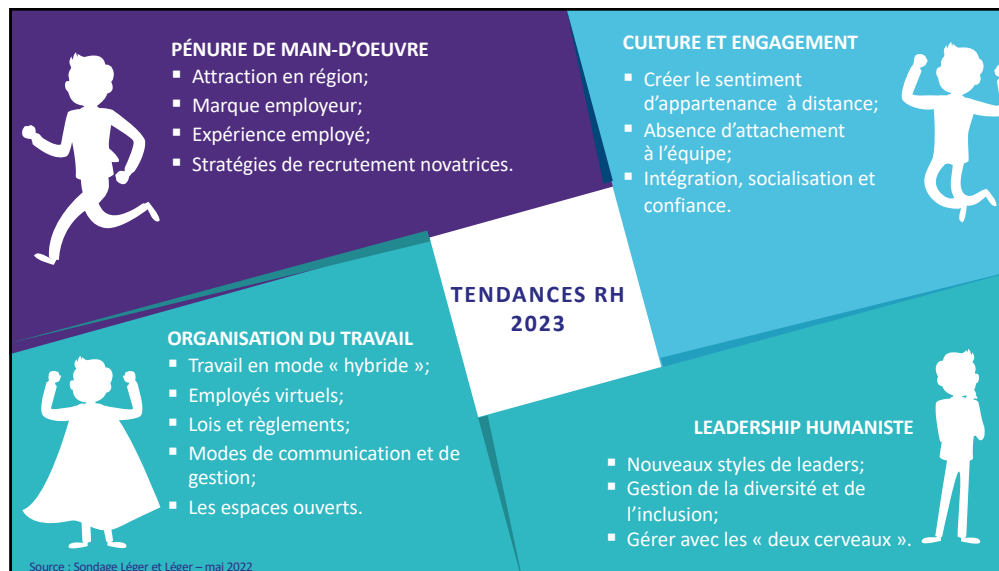 PÉNURIE DE MAIN-D'OEUVRE
▪ Attraction en région;
▪ Marque employeur;
▪ Expérience employé;
▪ Stratégies de recrutement novatrices.
CULTURE ET ENGAGEMENT
▪ Créer le sentiment
d'appartenance à distance;
▪ Absence d'attachement
à l'équipe;
▪ Intégration, socialisation et
confiance.
TENDANCES RH
2023
ORGANISATION DU TRAVAIL
▪ Travail en mode « hybride »;
▪ Employés virtuels;
▪ Lois et règlements;
▪ Modes de communication et de
gestion;
▪ Les espaces ouverts.
LEADERSHIP HUMANISTE
▪ Nouveaux styles de leaders;
▪ Gestion de la diversité et de
l'inclusion;
▪ Gérer avec les « deux cerveaux ».
Source : Sondage Léger et Léger – mai 2022